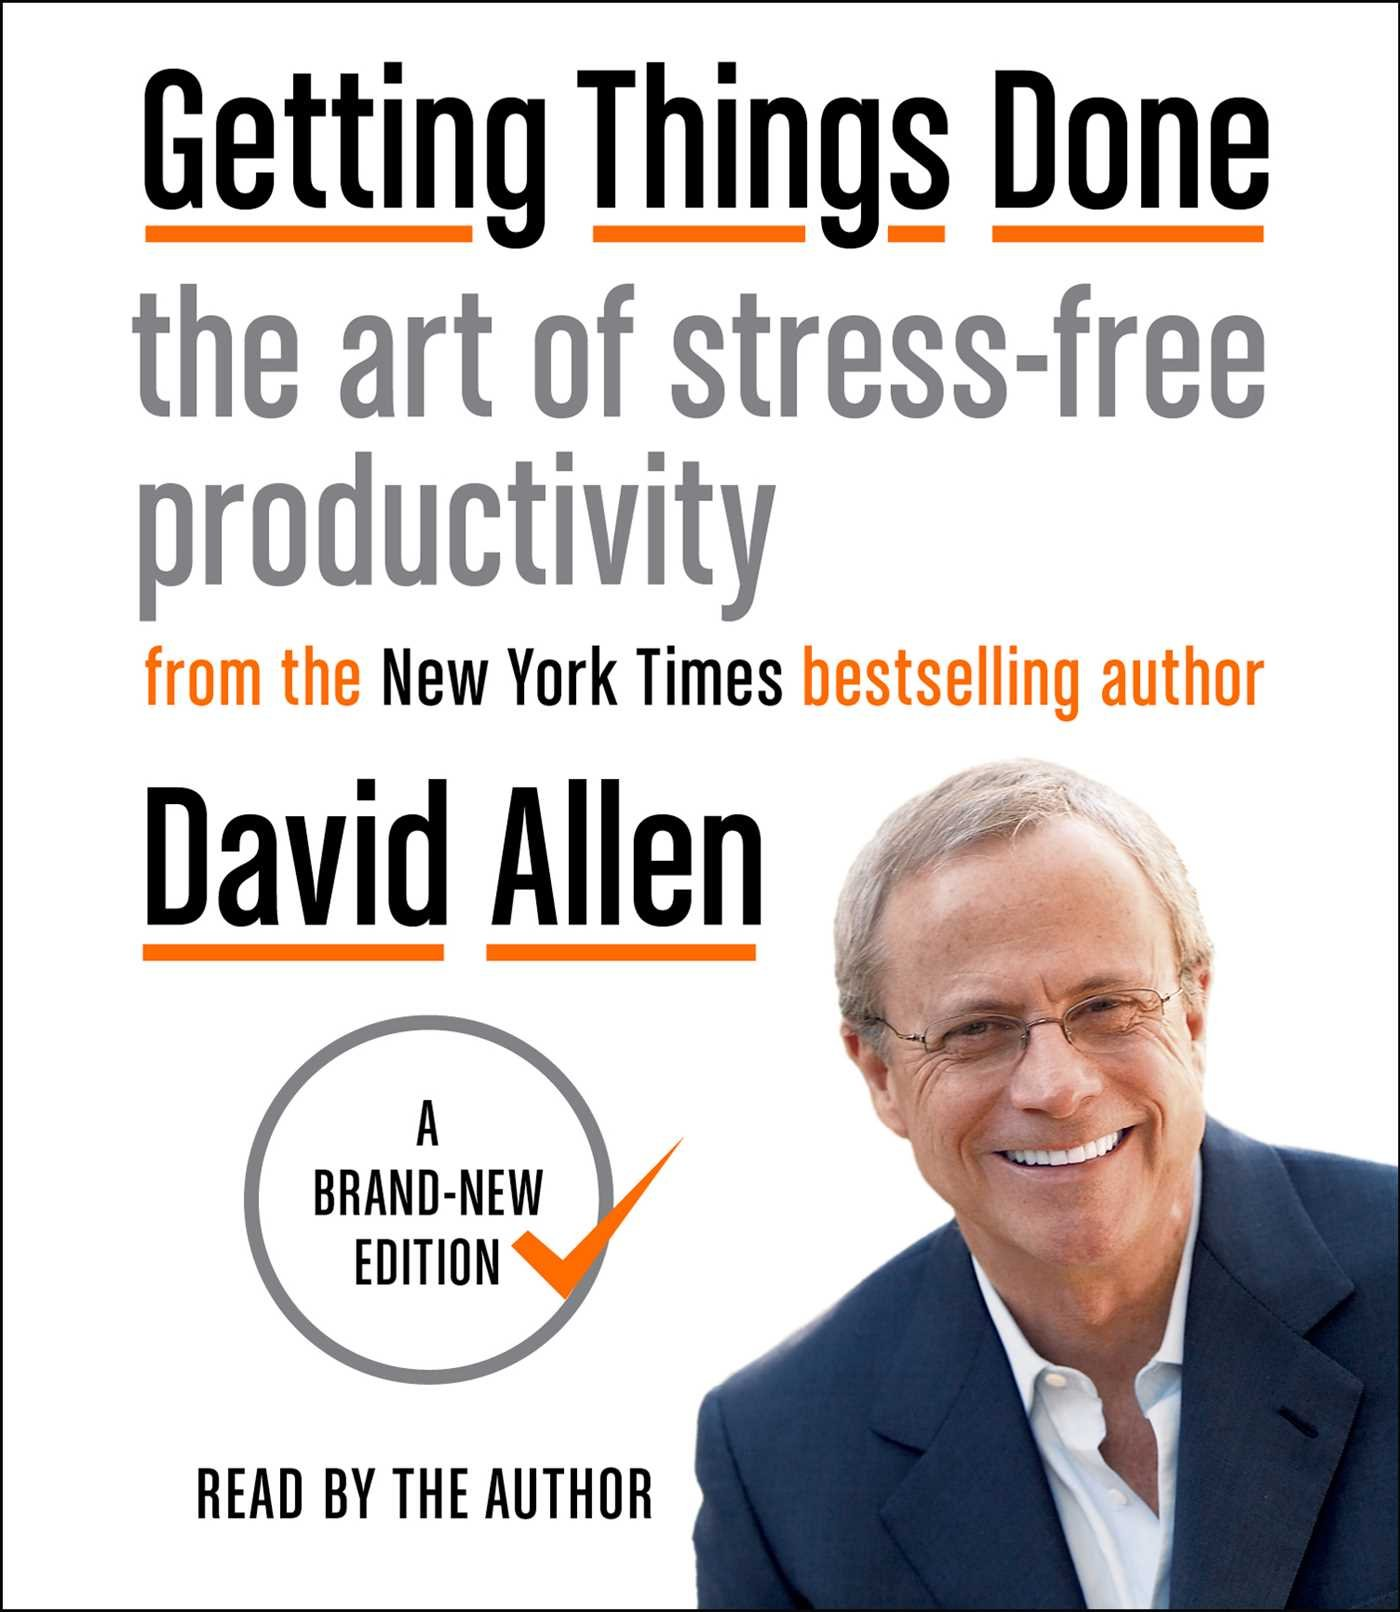 Getting Things Done
the art of stress-free
productivity
from the New York Times bestselling author
David Allen
A
BRAND-NEW
EDITION
READ BY THE AUTHOR